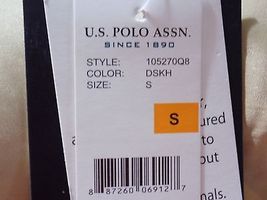 U.S. POLO ASSN.
SINCE 1890
STYLE: 105270Q8
COLOR: DSKH
SIZE: S
S
8 87260 06912 7
ured
to
out
nals.